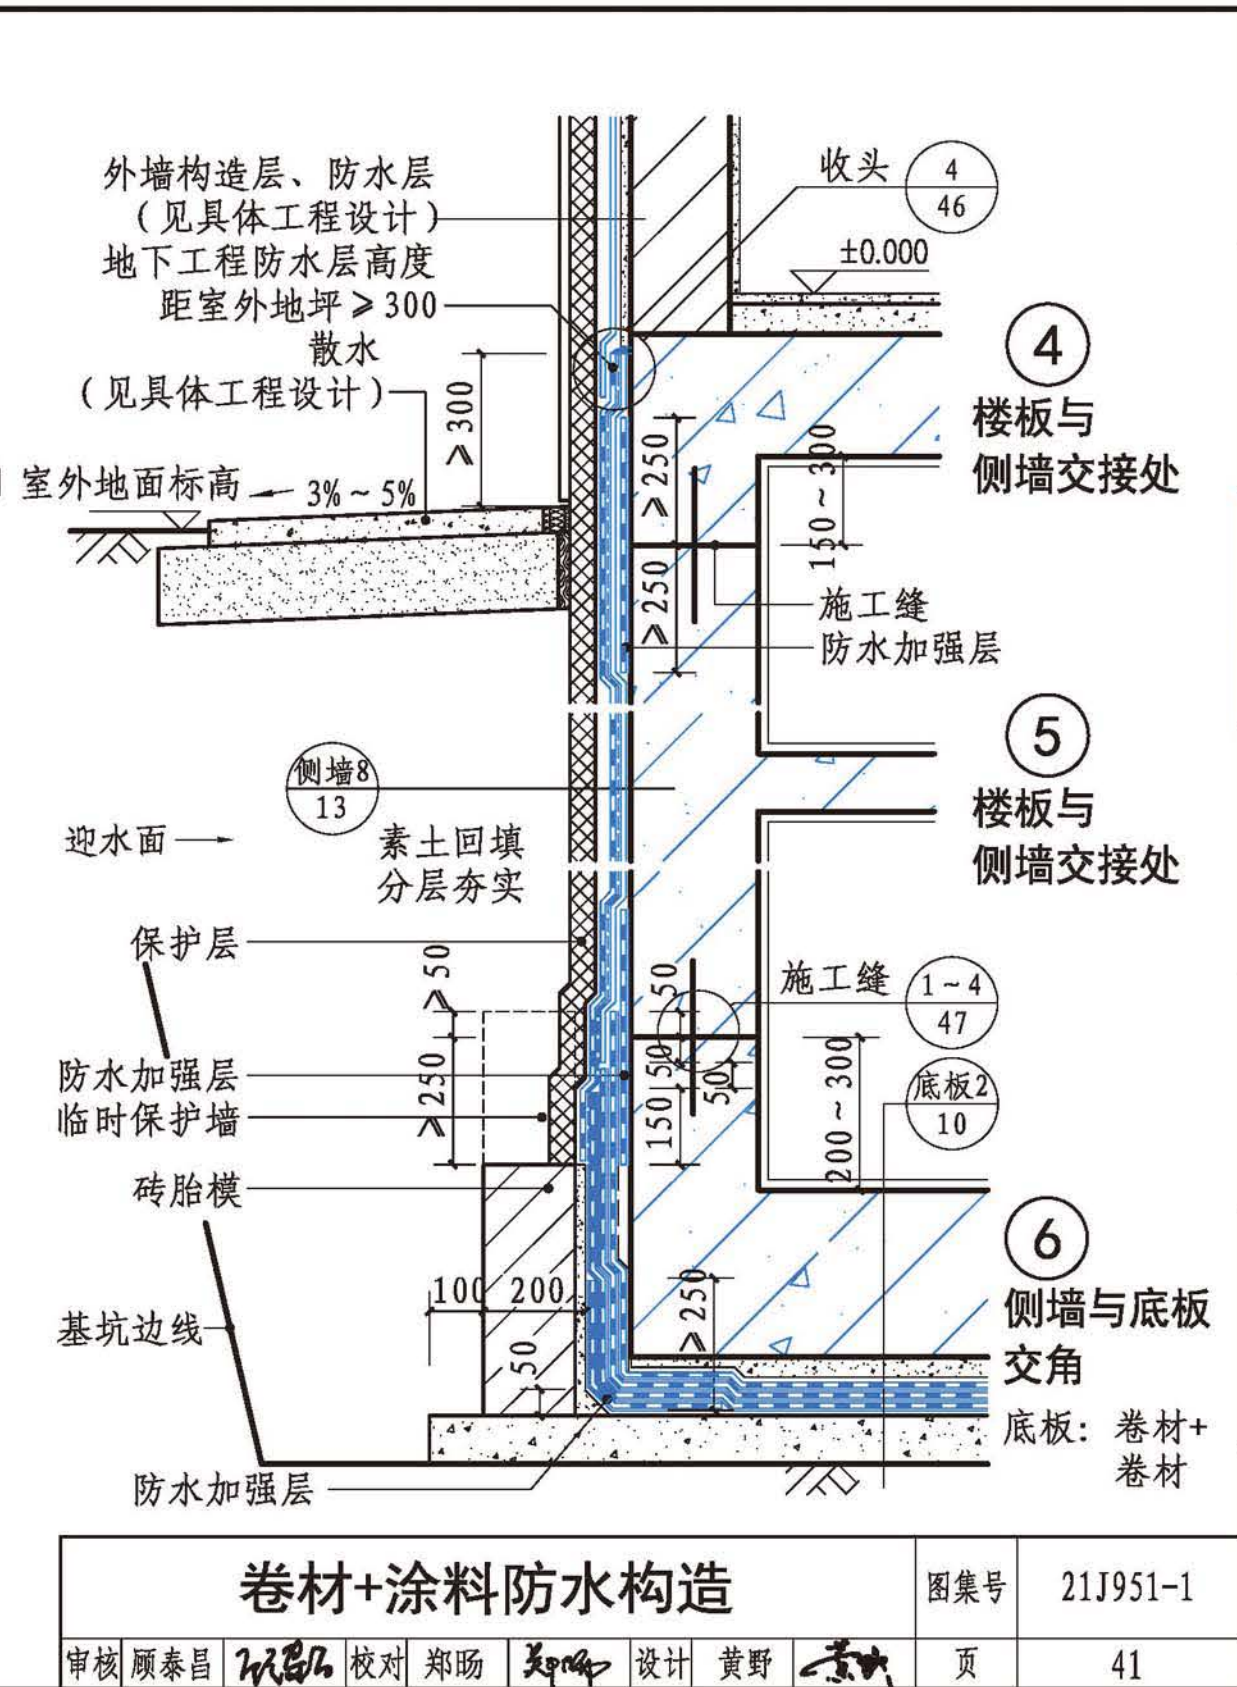 外墙构造层、防水层
（见具体工程设计）
地下工程防水层高度
距室外地坪≥300
散水
（见具体工程设计）
室外地面标高
3%～5%
≥300
收头
4
46
±0.000
④
楼板与
侧墙交接处
≥250
150～300
≥250
施工缝
防水加强层
⑤
楼板与
侧墙交接处
侧墙8
13
迎水面
素土回填
分层夯实
保护层
≥50
防水加强层
≥250
临时保护墙
砖胎模
基坑边线
施工缝
1~4
47
50
50
50
150
200～300
底板2
10
100
200
50
≥250
⑥
侧墙与底板
交角
底板：卷材+
卷材
防水加强层
卷材+涂料防水构造
图集号
21J951-1
审核
顾泰昌
校对
郑旸
设计
黄野
页
41